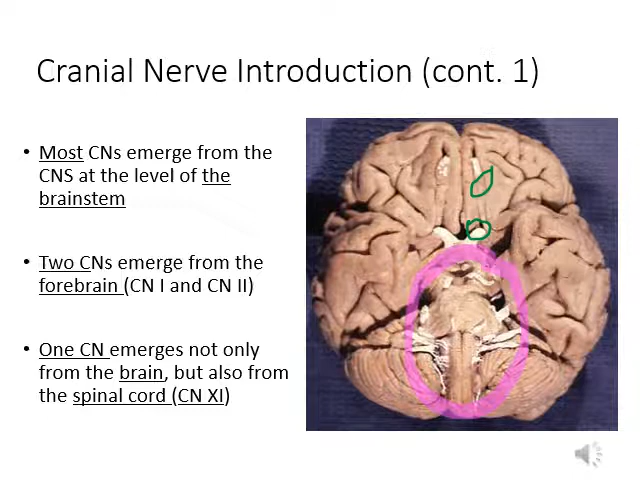 Cranial Nerve Introduction (cont. 1)
• Most CNs emerge from the
CNS at the level of the
brainstem
• Two CNs emerge from the
forebrain (CN I and CN II)
• One CN emerges not only
from the brain, but also from
the spinal cord (CN XI)